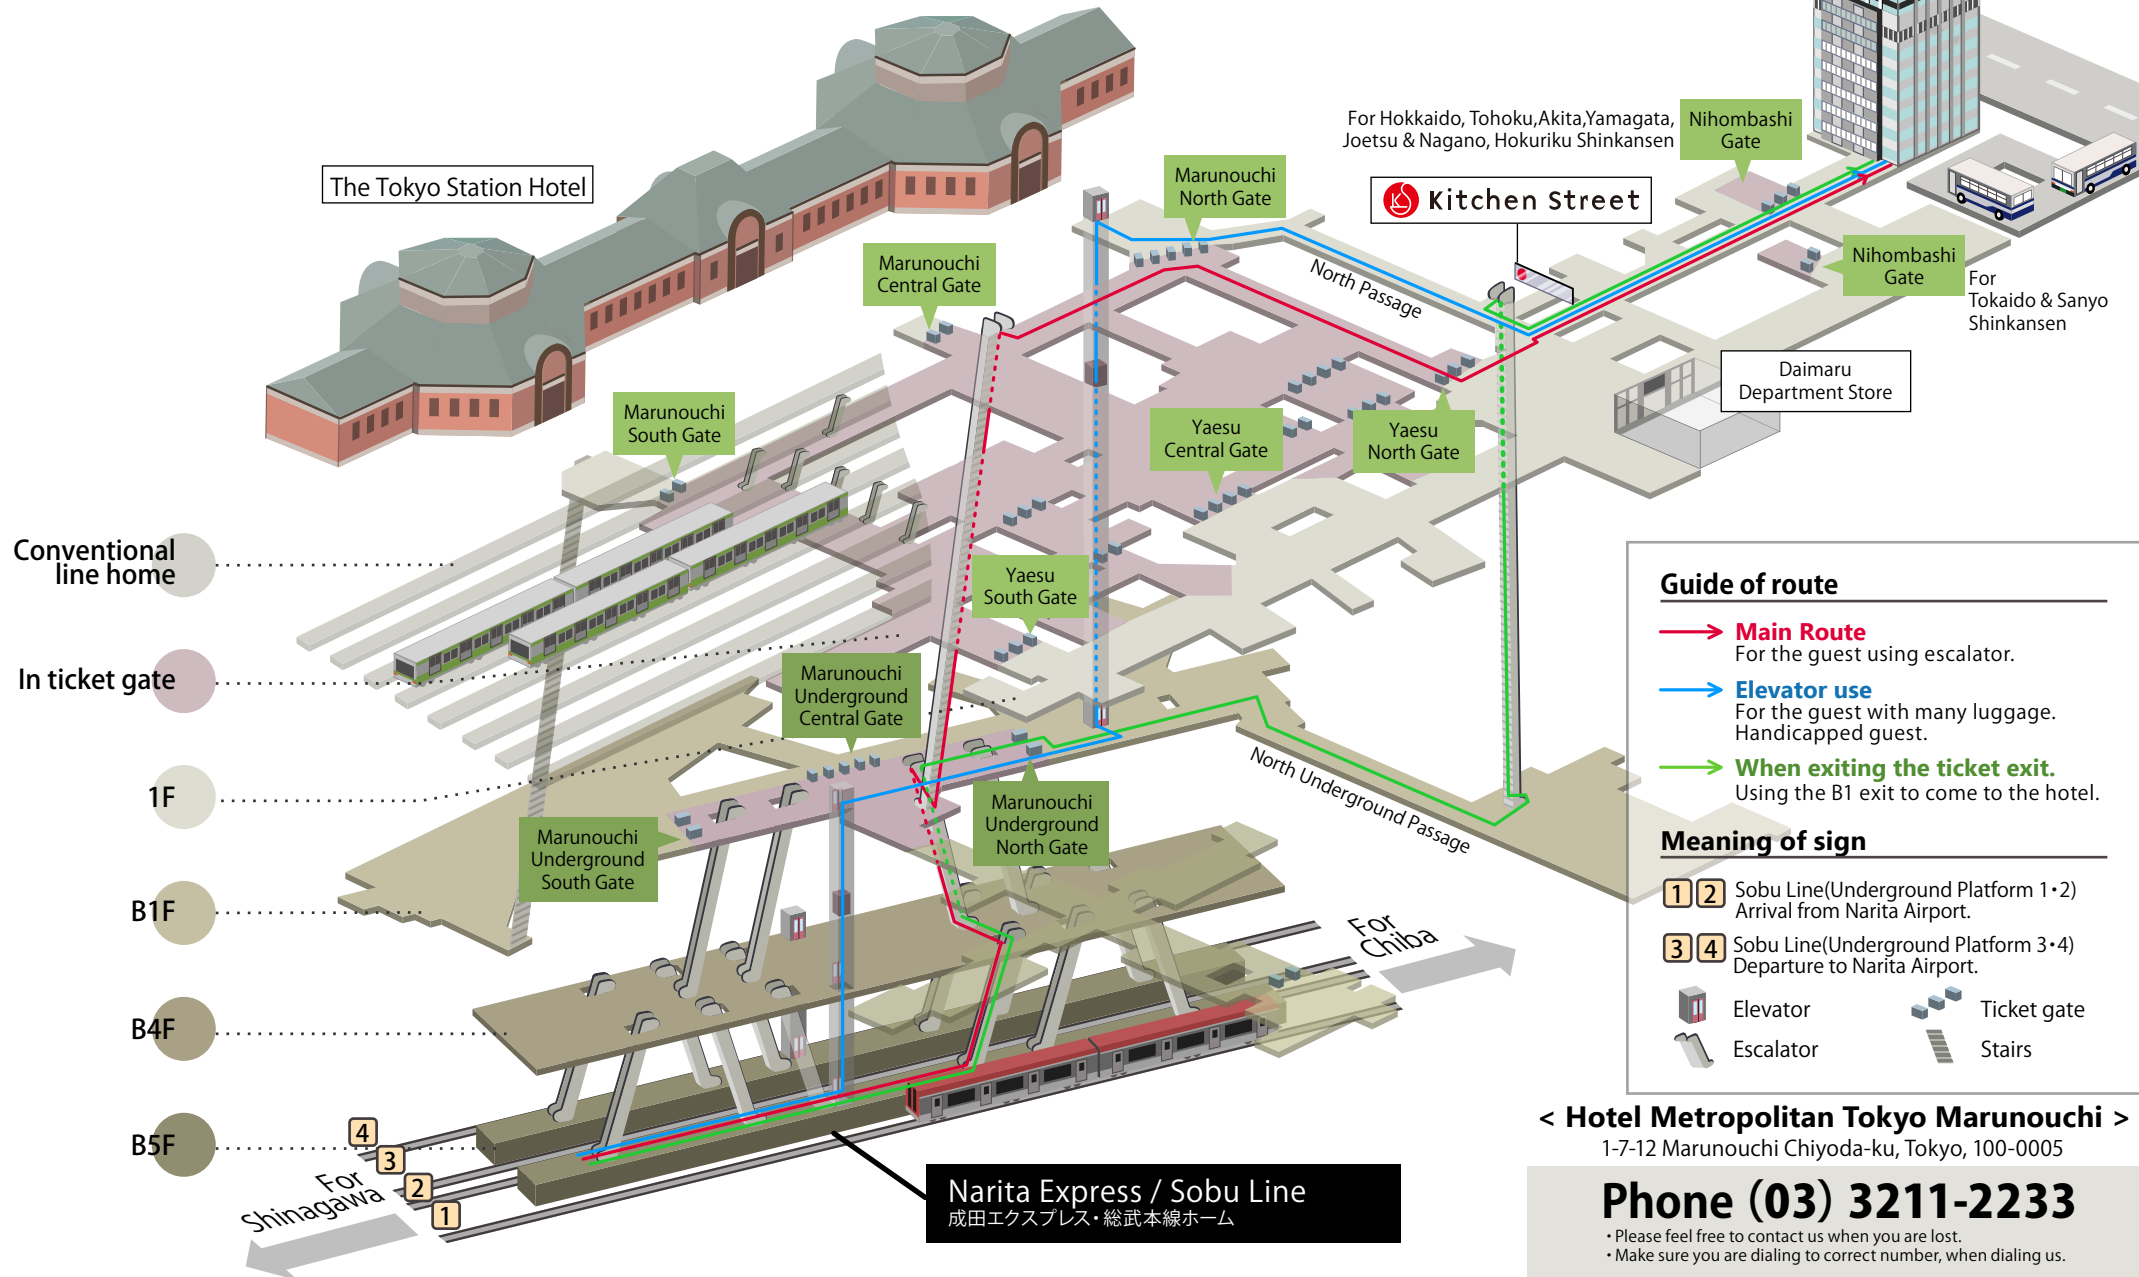 The Tokyo Station Hotel
For Hokkaido, Tohoku,Akita,Yamagata,
Joetsu & Nagano, Hokuriku Shinkansen
Nihombashi
Gate
Marunouchi
North Gate
Kitchen Street
Marunouchi
Central Gate
North Passage
Nihombashi
Gate
For
Tokaido & Sanyo
Shinkansen
Daimaru
Department Store
Marunouchi
South Gate
Yaesu
Central Gate
Yaesu
North Gate
Conventional
line home
Yaesu
South Gate
In ticket gate
Marunouchi
Underground
Central Gate
1F
North Underground Passage
Marunouchi
Underground
South Gate
Marunouchi
Underground
North Gate
B1F
For
Chiba
B4F
B5F
4
3
2
1
For
Shinagawa
Narita Express / Sobu Line
成田エクスプレス・総武本線ホーム
Guide of route
Main Route
For the guest using escalator.
Elevator use
For the guest with many luggage.
Handicapped guest.
When exiting the ticket exit.
Using the B1 exit to come to the hotel.
Meaning of sign
1 2 Sobu Line(Underground Platform 1・2)
Arrival from Narita Airport.
3 4 Sobu Line(Underground Platform 3・4)
Departure to Narita Airport.
Elevator
Ticket gate
Escalator
Stairs
< Hotel Metropolitan Tokyo Marunouchi >
1-7-12 Marunouchi Chiyoda-ku, Tokyo, 100-0005
Phone (03) 3211-2233
・Please feel free to contact us when you are lost.
・Make sure you are dialing to correct number, when dialing us.